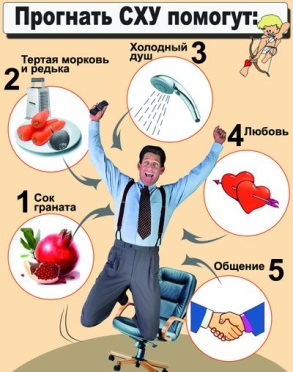 Прогнать СХУ помогут:
1
Сок
граната
2
Тертая морковь
и редька
3
Холодный
душ
4
Любовь
5
Общение